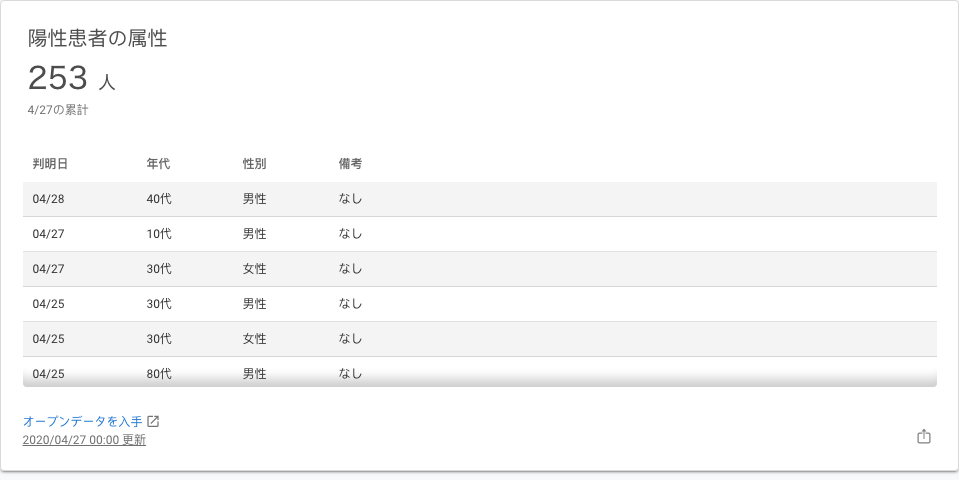 陽性患者の属性
253 人
4/27の累計
判明日 年代 性別 備考
04/28 40代 男性 なし
04/27 10代 男性 なし
04/27 30代 女性 なし
04/25 30代 男性 なし
04/25 30代 女性 なし
04/25 80代 男性 なし
オープンデータを入手
2020/04/27 00:00 更新